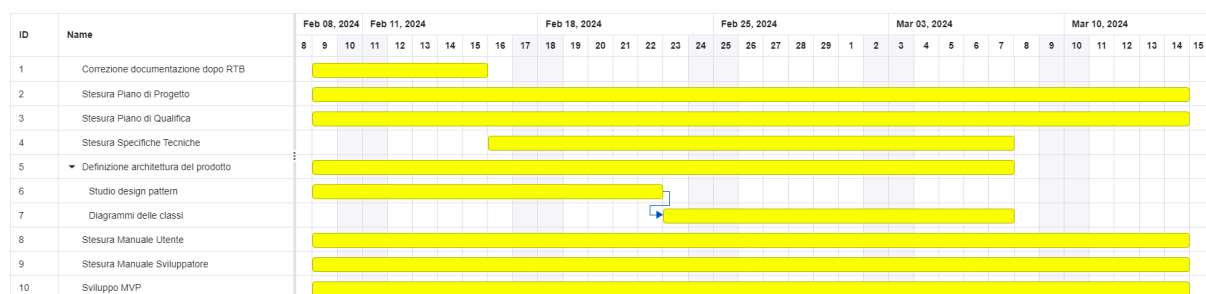 ID Name Feb 08, 2024 Feb 11, 2024 Feb 18, 2024 Feb 25, 2024 Mar 03, 2024 Mar 10, 2024
8 9 10 11 12 13 14 15 16 17 18 19 20 21 22 23 24 25 26 27 28 29 1 2 3 4 5 6 7 8 9 10 11 12 13 14 15
1 Correzione documentazione dopo RTB
2 Stesura Piano di Progetto
3 Stesura Piano di Qualifica
4 Stesura Specifiche Tecniche
5 Definizione architettura del prodotto
6 Studio design pattern
7 Diagrammi delle classi
8 Stesura Manuale Utente
9 Stesura Manuale Sviluppatore
10 Sviluppo MVP